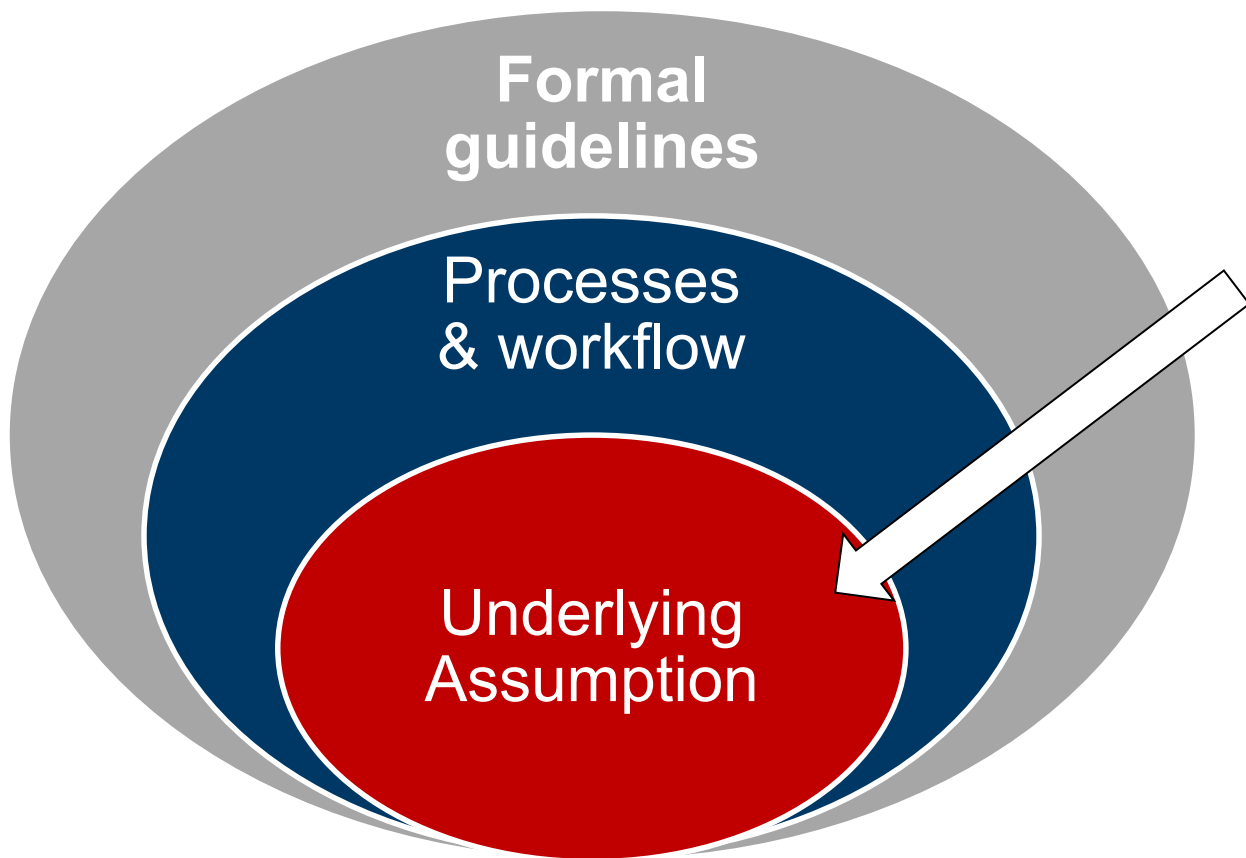 Formal
guidelines
Processes
& workflow
Underlying
Assumption